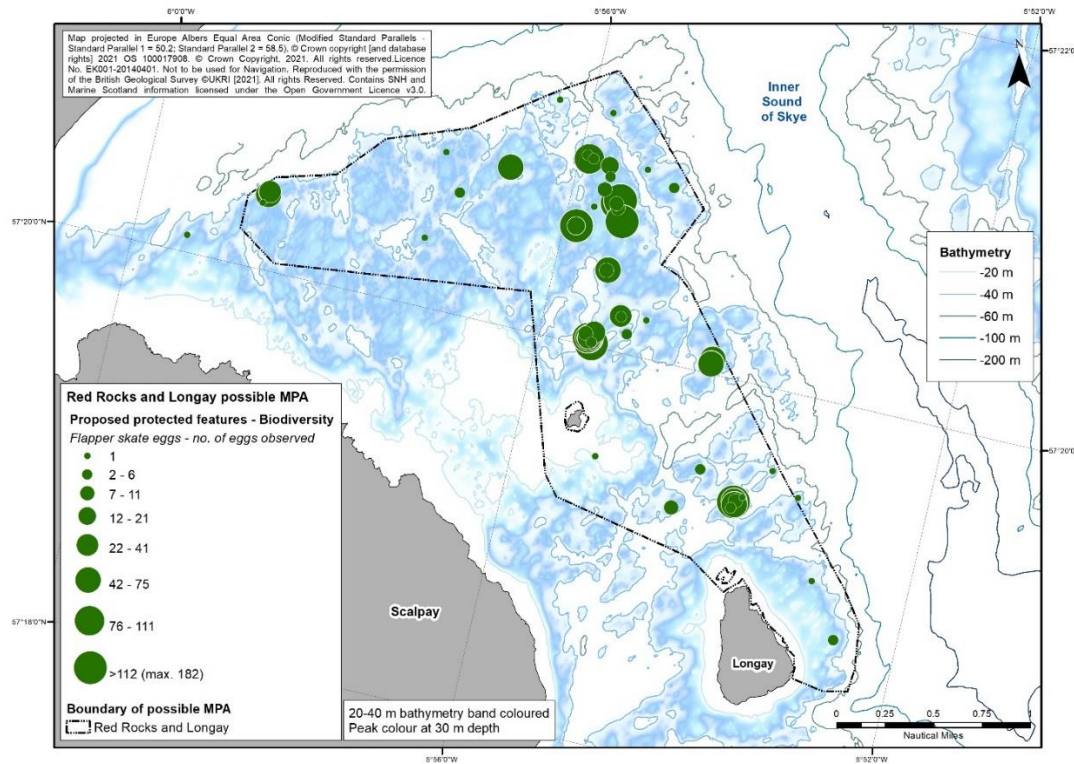 6°0'0"W
5°56'0"W
5°52'0"W
Map projected in Europe Albers Equal Area Conic (Modified Standard Parallels -
Standard Parallel 1 = 50.2; Standard Parallel 2 = 58.5). © Crown copyright [and database
rights] 2021 OS 100017908. © Crown Copyright. 2021. All rights reserved.Licence
No. EK001-20140401. Not to be used for Navigation. Reproduced with the permission
of the British Geological Survey ©UKRI [2021]. All rights Reserved. Contains SNH and
Marine Scotland information licensed under the Open Government Licence v3.0.
57°22'0"N
N
Inner
Sound
of Skye
57°20'0"N
Bathymetry
-20 m
-40 m
-60 m
-100 m
-200 m
Red Rocks and Longay possible MPA
Proposed protected features - Biodiversity
Flapper skate eggs - no. of eggs observed
1
2 - 6
7 - 11
12 - 21
22 - 41
42 - 75
76 - 111
>112 (max. 182)
Boundary of possible MPA
Red Rocks and Longay
57°20'0"N
57°18'0"N
Scalpay
Longay
20-40 m bathymetry band coloured
Peak colour at 30 m depth
0 0.25 0.5 1
Nautical Miles
5°56'0"W
5°52'0"W